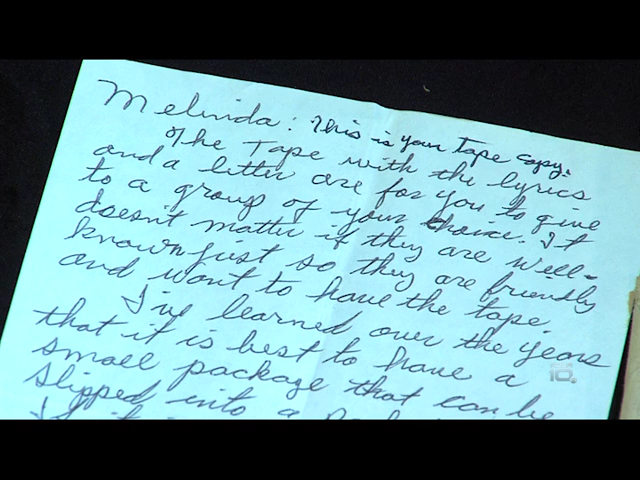 Melinda: This is your Tape copy.
The Tape with the lyrics
and a letter are for you to give
to a group of your choice. It
doesn't matter if they are well-
known just so they are friendly
and want to have the tape.
I've learned over the years
that it is best to have a
small package that can be
slipped into a
10.